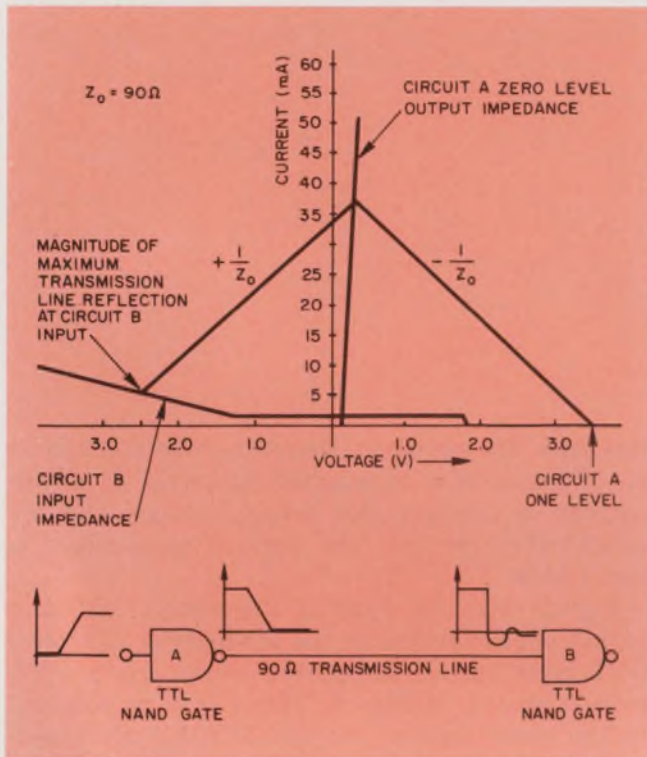 Z₀ = 90Ω
CURRENT (mA)
60
55
50
45
40
35
30
25
20
15
10
5
CIRCUIT A ZERO LEVEL
OUTPUT IMPEDANCE
MAGNITUDE OF
MAXIMUM
TRANSMISSION
LINE REFLECTION
AT CIRCUIT B
INPUT
+ 1/Z₀
- 1/Z₀
3.0 2.0 1.0 1.0 2.0 3.0
VOLTAGE (V)
CIRCUIT B
INPUT
IMPEDANCE
CIRCUIT A
ONE LEVEL
A
B
90 Ω TRANSMISSION LINE
TTL
NAND GATE
TTL
NAND GATE